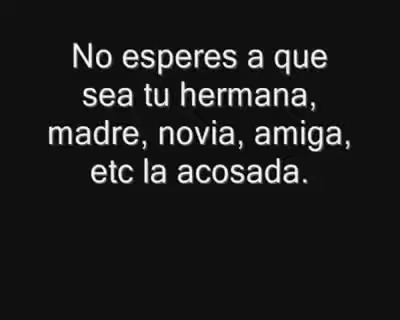 No esperes a que
sea tu hermana,
madre, novia, amiga,
etc la acosada.